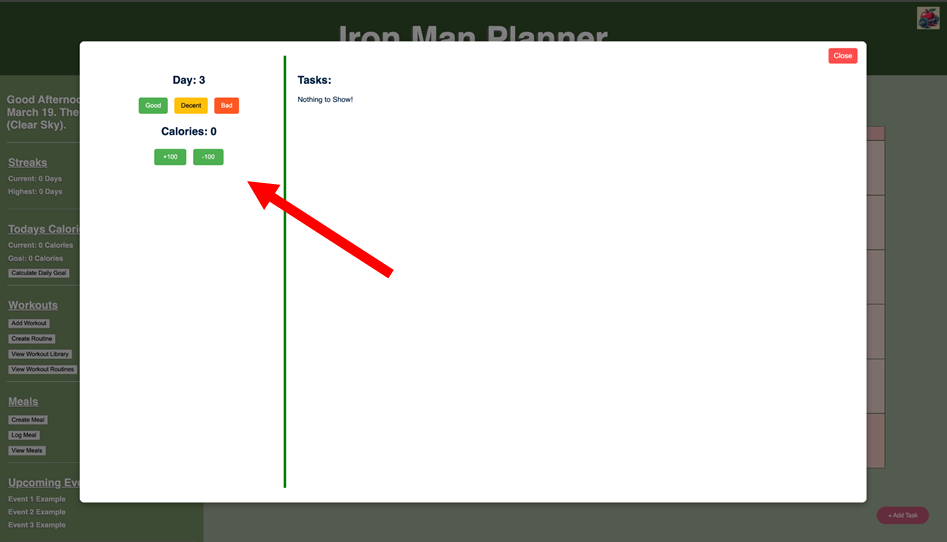 Iron Man Planner
Close
Good Afternoo
March 19. The
(Clear Sky).
Streaks
Current: 0 Days
Highest: 0 Days
Todays Calori
Current: 0 Calories
Goal: 0 Calories
Calculate Daily Goal
Workouts
Add Workout
Create Routine
View Workout Library
View Workout Routines
Meals
Create Meal
Log Meal
View Meals
Upcoming Eve
Event 1 Example
Event 2 Example
Event 3 Example
Day: 3
Good Decent Bad
Calories: 0
+100 -100
Tasks:
Nothing to Show!
+ Add Task